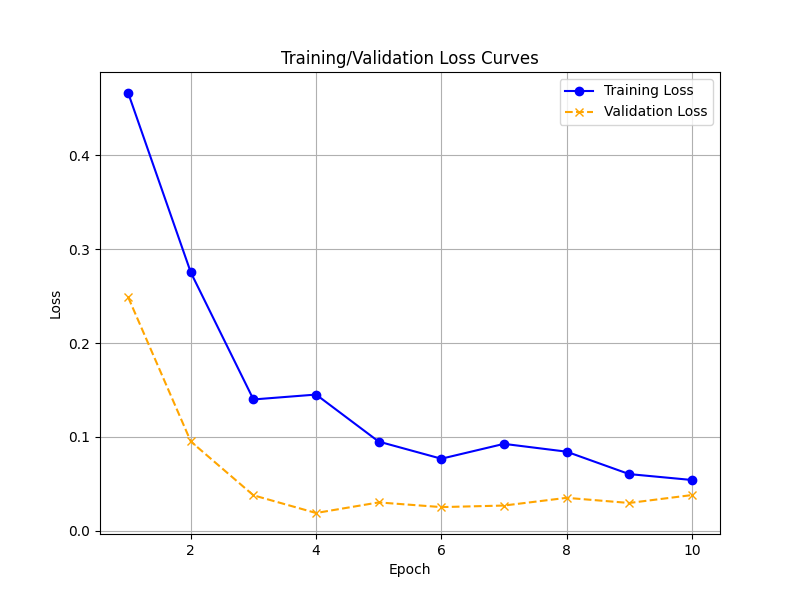 Training/Validation Loss Curves
Training Loss
Validation Loss
Loss
0.4
0.3
0.2
0.1
0.0
2 4 6 8 10
Epoch